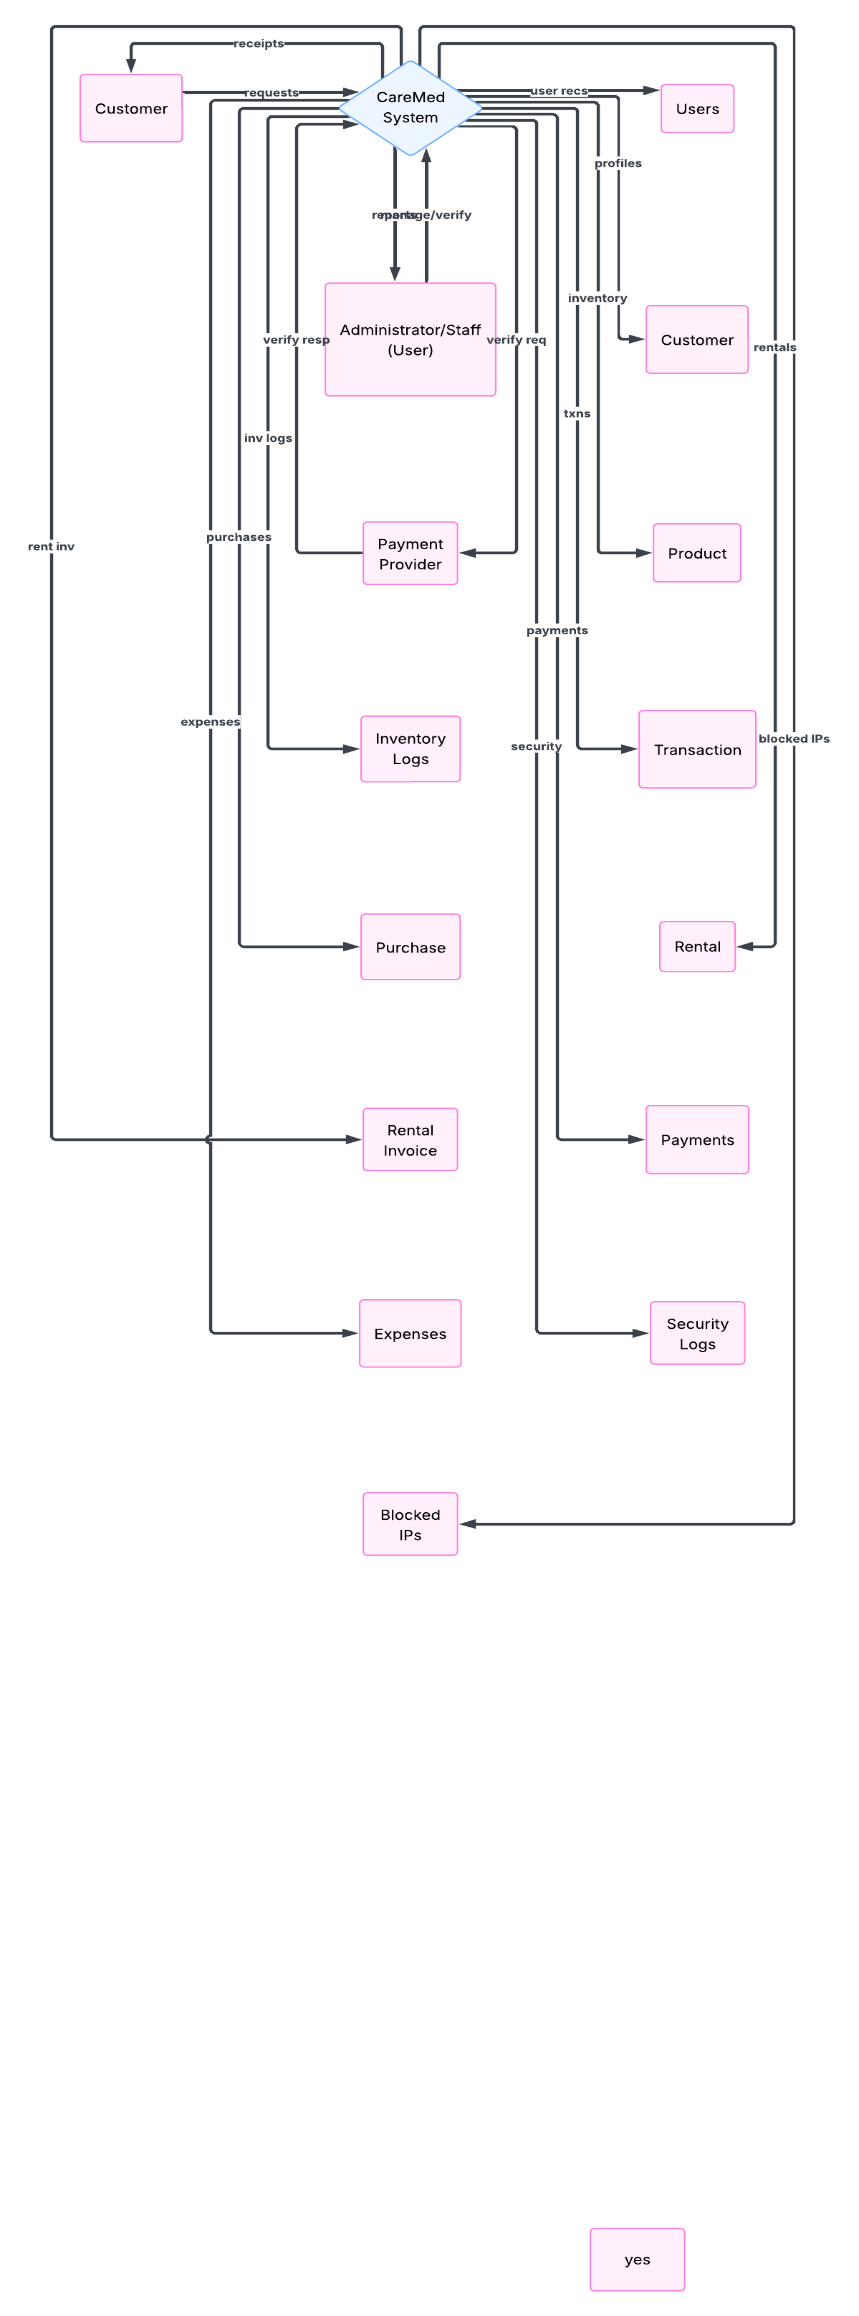 receipts
Customer
requests
CareMed
System
user recs
Users
profiles
reports
manage/verify
inventory
Administrator/Staff
(User)
verify resp
verify req
Customer
rentals
txns
inv logs
purchases
rent inv
Payment
Provider
Product
payments
expenses
security
blocked IPs
Inventory
Logs
Transaction
Purchase
Rental
Rental
Invoice
Payments
Expenses
Security
Logs
Blocked
IPs
yes